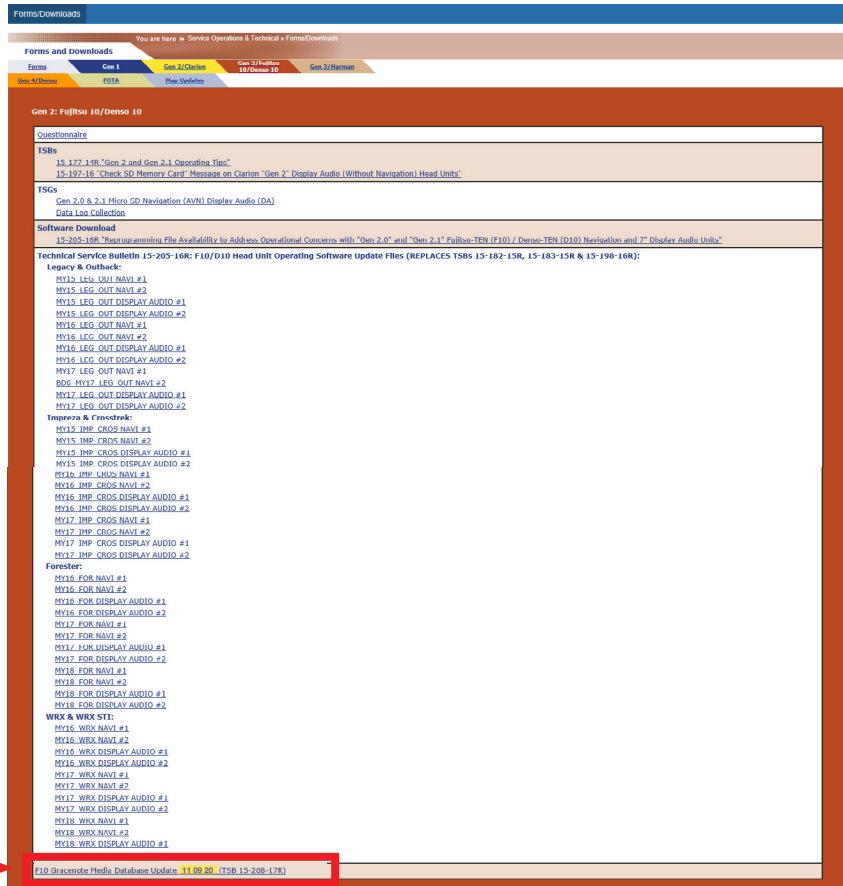 Forms/Downloads
You are here » Service Operations & Technical » Forms/Downloads
Forms and Downloads
Forms
Gen 1
Gen 2/Clarion
Gen 3/Fujitsu 10/Denso 10
Gen 3/Harman
Gen 4/Denso
FOTA
Map Updates
Gen 2: Fujitsu 10/Denso 10
Questionnaire
TSBs
15-177-14R "Gen 2 and Gen 2.1 Operating Tips"
15-197-16 "Check SD Memory Card" Message on Clarion "Gen 2" Display Audio (Without Navigation) Head Units"
TSGs
Gen 2.0 & 2.1 Micro SD Navigation (AVN) Display Audio (DA)
Data Log Collection
Software Download
15-205-16R "Reprogramming File Availability to Address Operational Concerns with "Gen 2.0" and "Gen 2.1" Fujitsu-TEN (F10) / Denso-TEN (D10) Navigation and 7" Display Audio Units"
Technical Service Bulletin 15-205-16R: F10/D10 Head Unit Operating Software Update Files (REPLACES TSBs 15-182-15R, 15-183-15R & 15-198-16R):
Legacy & Outback:
MY15 LEG OUT NAVI #1
MY15 LEG OUT NAVI #2
MY15 LEG OUT DISPLAY AUDIO #1
MY15 LEG OUT DISPLAY AUDIO #2
MY16 LEG OUT NAVI #1
MY16 LEG OUT NAVI #2
MY16 LEG OUT DISPLAY AUDIO #1
MY16 LEG OUT DISPLAY AUDIO #2
MY17 LEG OUT NAVI #1
BDG MY17 LEG OUT NAVI #2
MY17 LEG OUT DISPLAY AUDIO #1
MY17 LEG OUT DISPLAY AUDIO #2
Impreza & Crosstrek:
MY15 IMP CROS NAVI #1
MY15 IMP CROS NAVI #2
MY15 IMP CROS DISPLAY AUDIO #1
MY15 IMP CROS DISPLAY AUDIO #2
MY16 IMP CROS NAVI #1
MY16 IMP CROS NAVI #2
MY16 IMP CROS DISPLAY AUDIO #1
MY16 IMP CROS DISPLAY AUDIO #2
MY17 IMP CROS NAVI #1
MY17 IMP CROS NAVI #2
MY17 IMP CROS DISPLAY AUDIO #1
MY17 IMP CROS DISPLAY AUDIO #2
Forester:
MY16 FOR NAVI #1
MY16 FOR NAVI #2
MY16 FOR DISPLAY AUDIO #1
MY16 FOR DISPLAY AUDIO #2
MY17 FOR NAVI #1
MY17 FOR NAVI #2
MY17 FOR DISPLAY AUDIO #1
MY17 FOR DISPLAY AUDIO #2
MY18 FOR NAVI #1
MY18 FOR NAVI #2
MY18 FOR DISPLAY AUDIO #1
MY18 FOR DISPLAY AUDIO #2
WRX & WRX STI:
MY16 WRX NAVI #1
MY16 WRX NAVI #2
MY16 WRX DISPLAY AUDIO #1
MY16 WRX DISPLAY AUDIO #2
MY17 WRX NAVI #1
MY17 WRX NAVI #2
MY17 WRX DISPLAY AUDIO #1
MY17 WRX DISPLAY AUDIO #2
MY18 WRX NAVI #1
MY18 WRX NAVI #2
MY18 WRX DISPLAY AUDIO #1
F10 Gracenote Media Database Update 11 09 20 (TSB 15-208-17R)